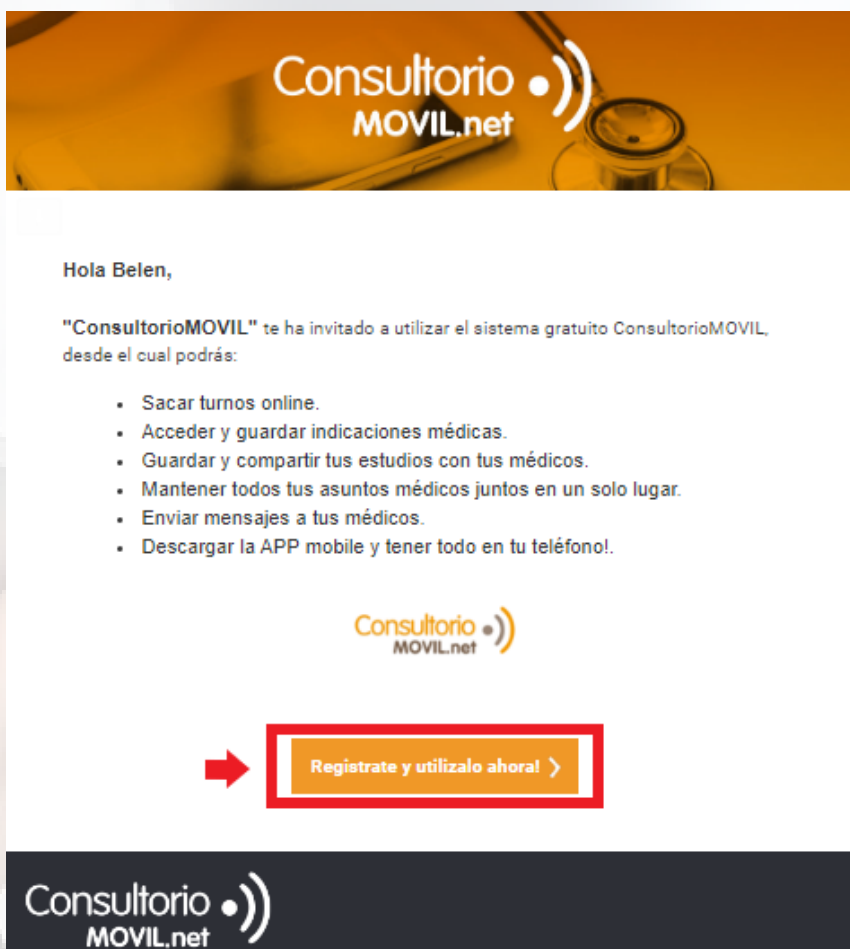 Consultorio
MOVIL.net
Hola Belen,
"ConsultorioMOVIL" te ha invitado a utilizar el sistema gratuito ConsultorioMOVIL,
desde el cual podrás:
• Sacar turnos online.
• Acceder y guardar indicaciones médicas.
• Guardar y compartir tus estudios con tus médicos.
• Mantener todos tus asuntos médicos juntos en un solo lugar.
• Enviar mensajes a tus médicos.
• Descargar la APP mobile y tener todo en tu teléfono!.
Consultorio
MOVIL.net
Registrate y utilizalo ahora!
Consultorio
MOVIL.net